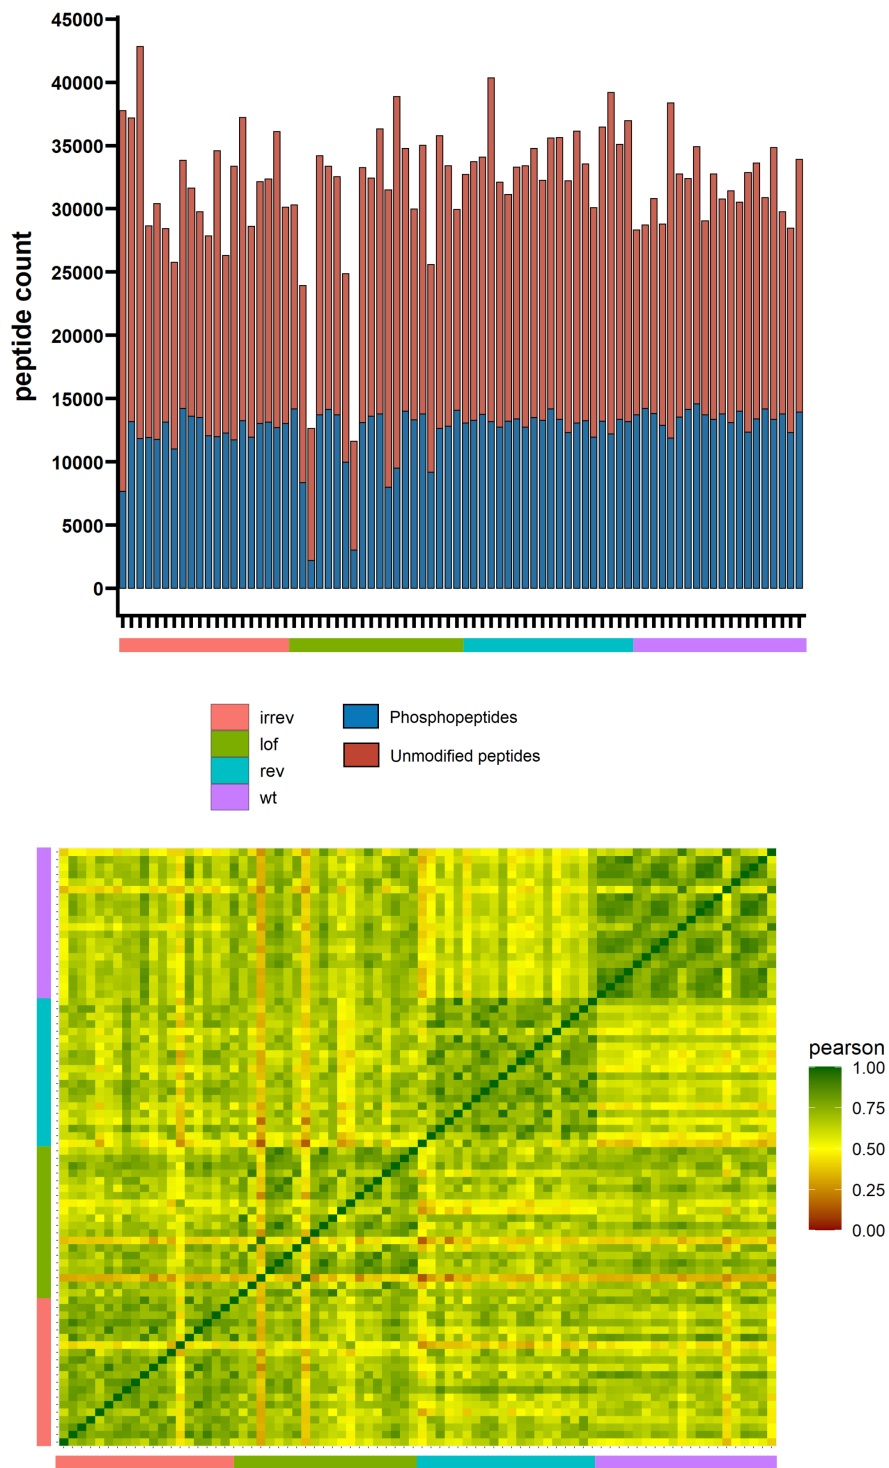 45000
40000
35000
30000
25000
20000
15000
10000
5000
0
peptide count
irrev
lof
rev
wt
Phosphopeptides
Unmodified peptides
pearson
1.00
0.75
0.50
0.25
0.00